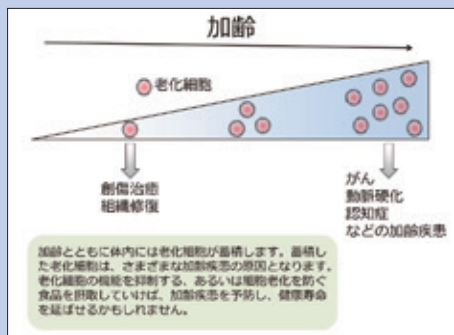 加齢
老化細胞
創傷治癒
組織修復
がん
動脈硬化
認知症
などの加齢疾患
加齢とともに体内には老化細胞が蓄積します。蓄積し
た老化細胞は、さまざまな加齢疾患の原因となります。
老化細胞の機能を抑制する、あるいは細胞老化を防ぐ
食品を摂取していけば、加齢疾患を予防し、健康寿命
を延ばせるかもしれません。